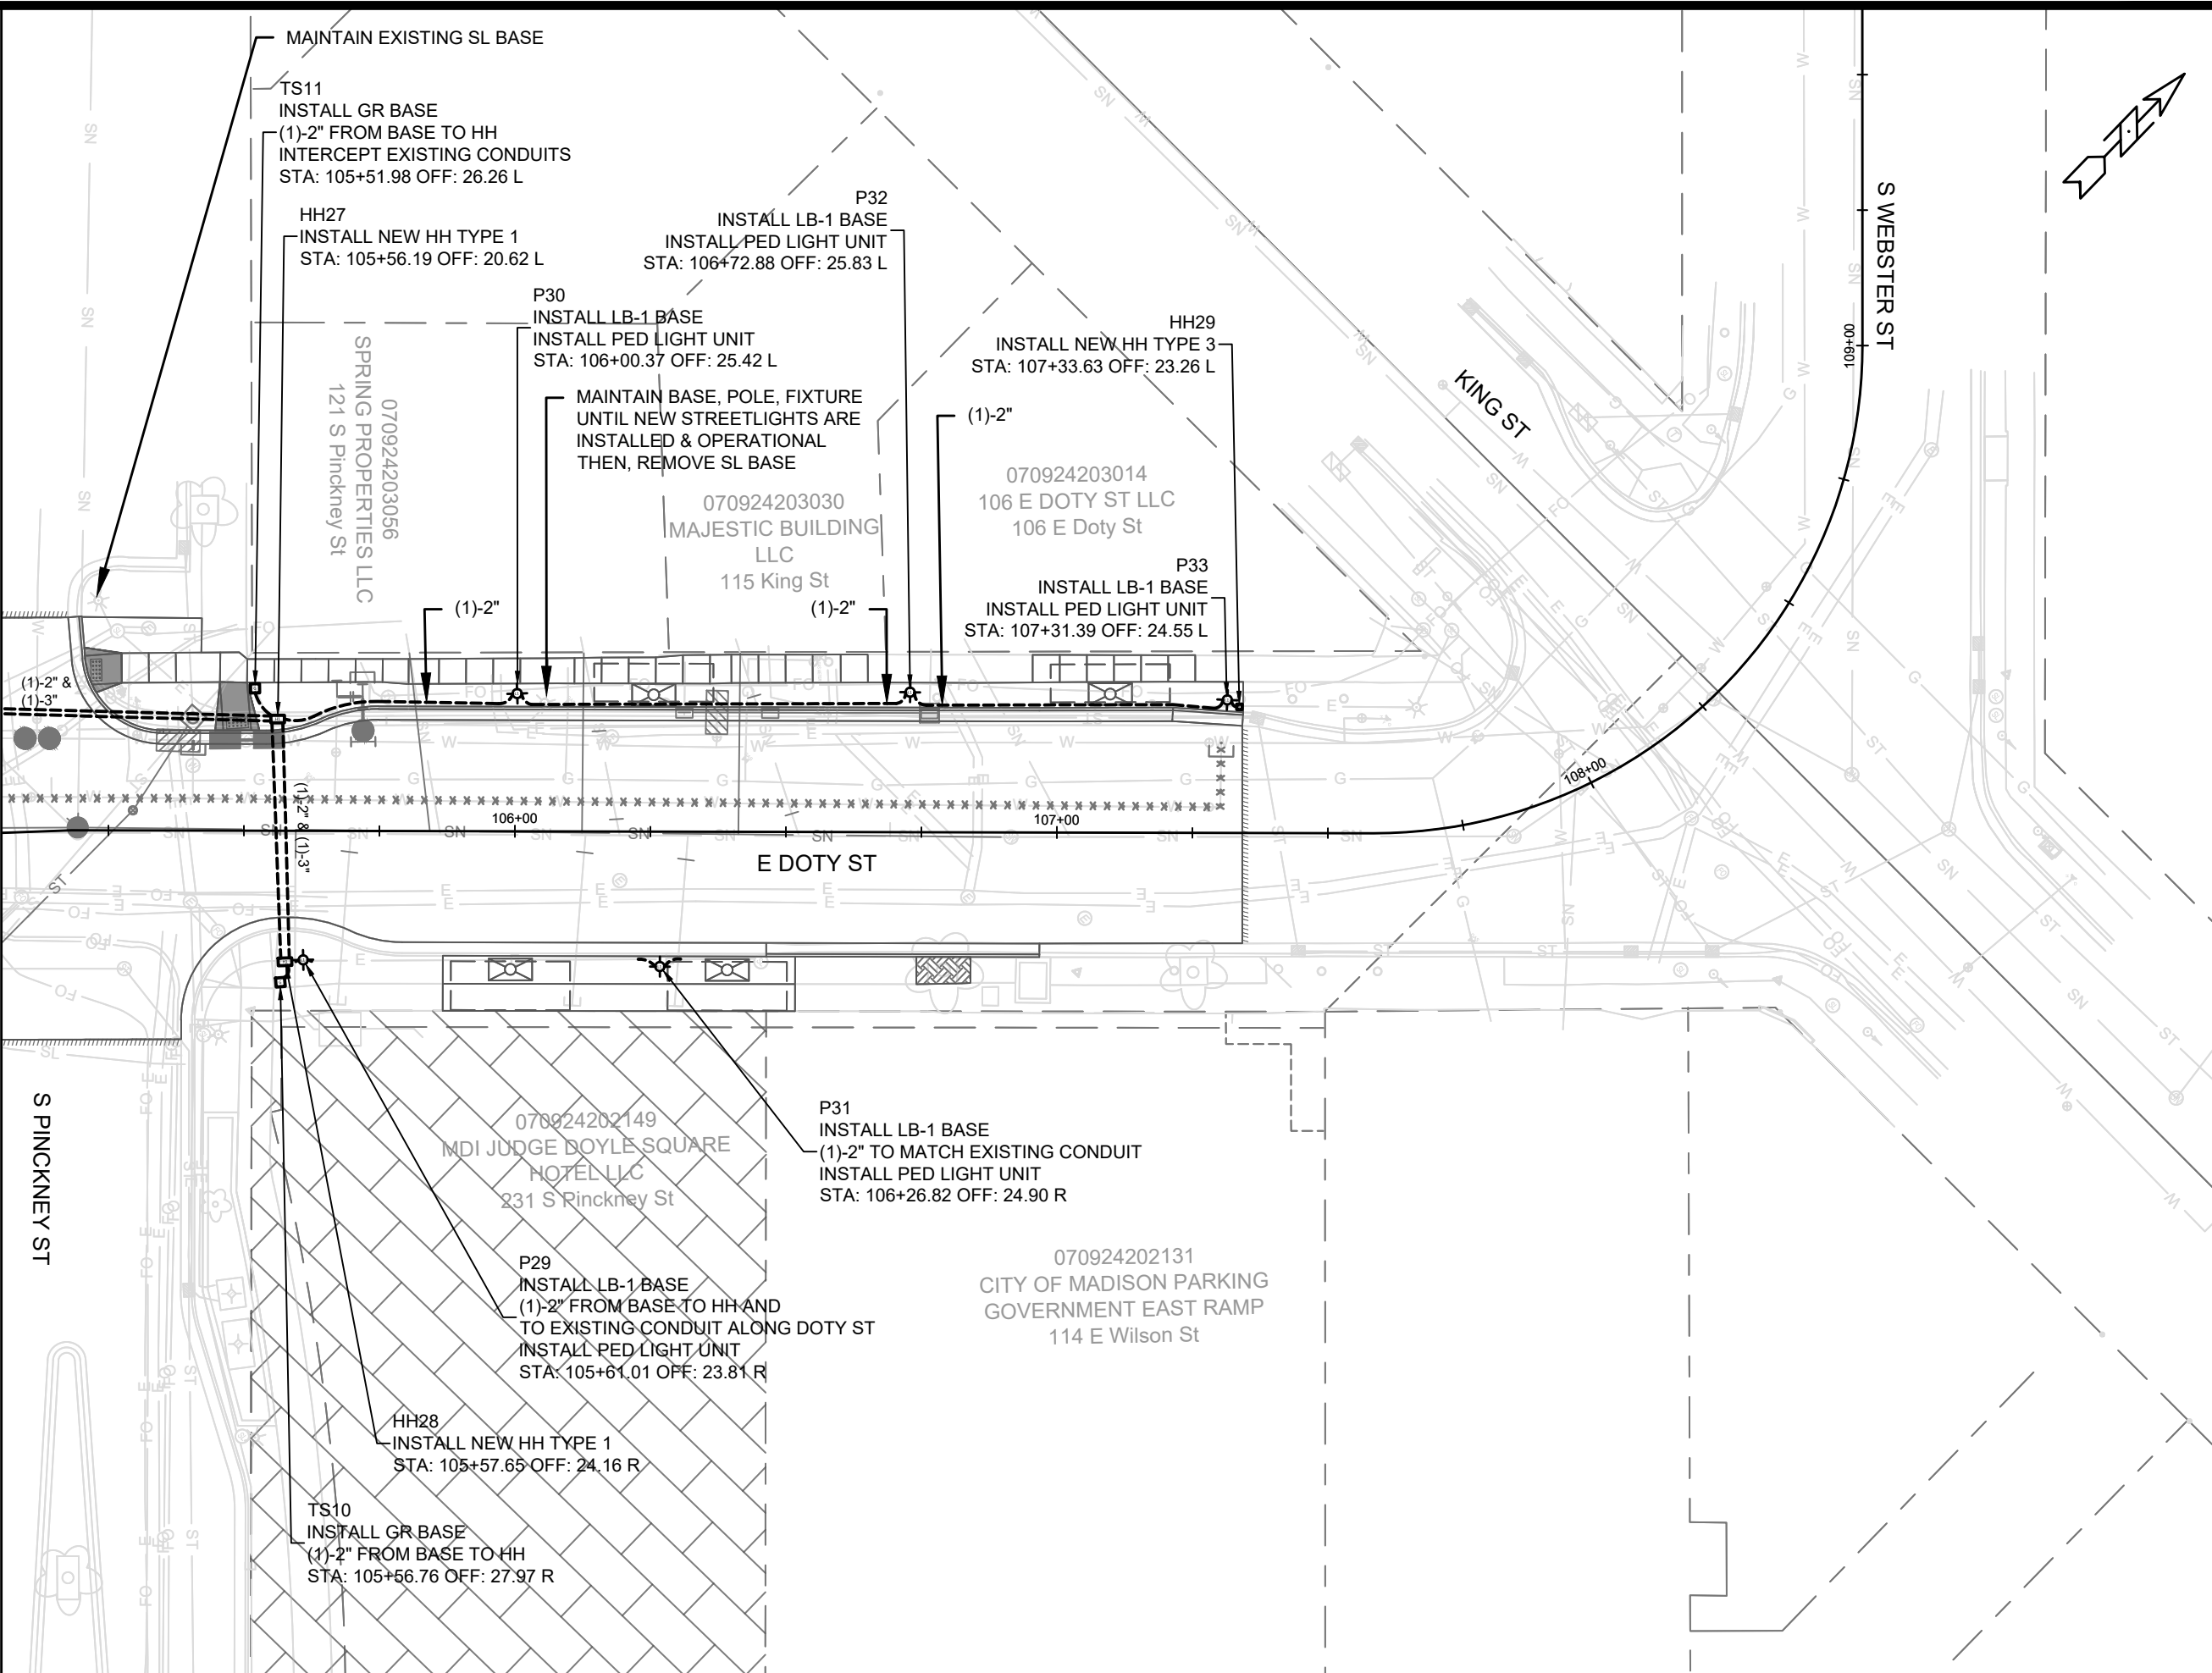 MAINTAIN EXISTING SL BASE
TS11
INSTALL GR BASE
(1)-2" FROM BASE TO HH
INTERCEPT EXISTING CONDUITS
STA: 105+51.98 OFF: 26.26 L
HH27
INSTALL NEW HH TYPE 1
STA: 105+56.19 OFF: 20.62 L
P32
INSTALL LB-1 BASE
INSTALL PED LIGHT UNIT
STA: 106+72.88 OFF: 25.83 L
P30
INSTALL LB-1 BASE
INSTALL PED LIGHT UNIT
STA: 106+00.37 OFF: 25.42 L
HH29
INSTALL NEW HH TYPE 3
STA: 107+33.63 OFF: 23.26 L
MAINTAIN BASE, POLE, FIXTURE
UNTIL NEW STREETLIGHTS ARE
INSTALLED & OPERATIONAL
THEN, REMOVE SL BASE
(1)-2"
S WEBSTER ST
109+00
KING ST
070924203056
SPRING PROPERTIES LLC
121 S Pinckney St
070924203030
MAJESTIC BUILDING
LLC
115 King St
070924203014
106 E DOTY ST LLC
106 E Doty St
P33
INSTALL LB-1 BASE
INSTALL PED LIGHT UNIT
STA: 107+31.39 OFF: 24.55 L
(1)-2"
(1)-2"
(1)-2" &
(1)-3"
(1)-2" & (1)-3"
106+00
107+00
108+00
E DOTY ST
S PINCKNEY ST
070924202149
MDI JUDGE DOYLE SQUARE
HOTEL LLC
231 S Pinckney St
P31
INSTALL LB-1 BASE
(1)-2" TO MATCH EXISTING CONDUIT
INSTALL PED LIGHT UNIT
STA: 106+26.82 OFF: 24.90 R
070924202131
CITY OF MADISON PARKING
GOVERNMENT EAST RAMP
114 E Wilson St
P29
INSTALL LB-1 BASE
(1)-2" FROM BASE TO HH AND
TO EXISTING CONDUIT ALONG DOTY ST
INSTALL PED LIGHT UNIT
STA: 105+61.01 OFF: 23.81 R
HH28
INSTALL NEW HH TYPE 1
STA: 105+57.65 OFF: 24.16 R
TS10
INSTALL GR BASE
(1)-2" FROM BASE TO HH
STA: 105+56.76 OFF: 27.97 R